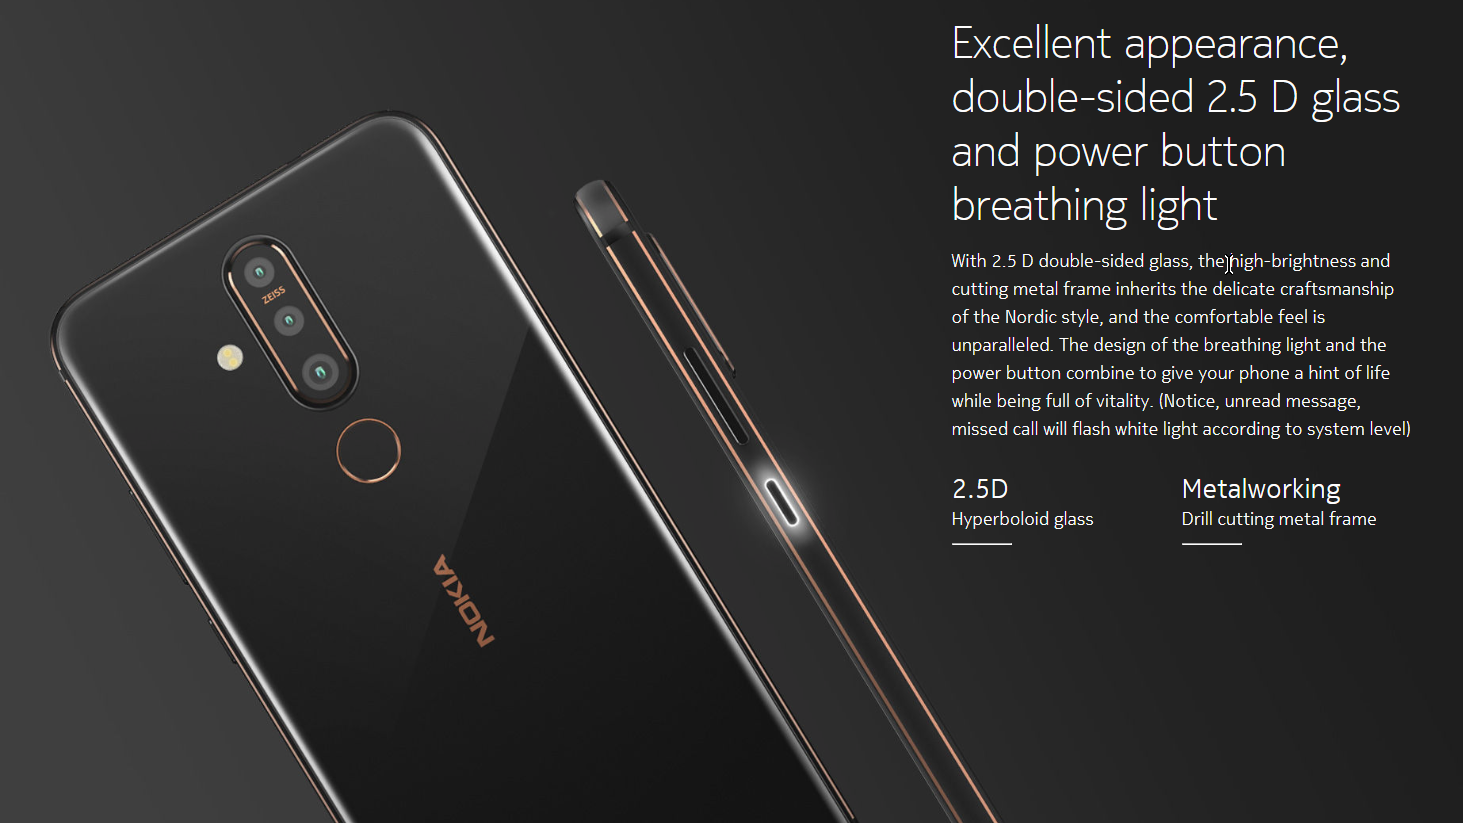 Excellent appearance,
double-sided 2.5 D glass
and power button
breathing light
With 2.5 D double-sided glass, the high-brightness and
cutting metal frame inherits the delicate craftsmanship
of the Nordic style, and the comfortable feel is
unparalleled. The design of the breathing light and the
power button combine to give your phone a hint of life
while being full of vitality. (Notice, unread message,
missed call will flash white light according to system level)
2.5D
Hyperboloid glass
Metalworking
Drill cutting metal frame
ZEISS
NOKIA